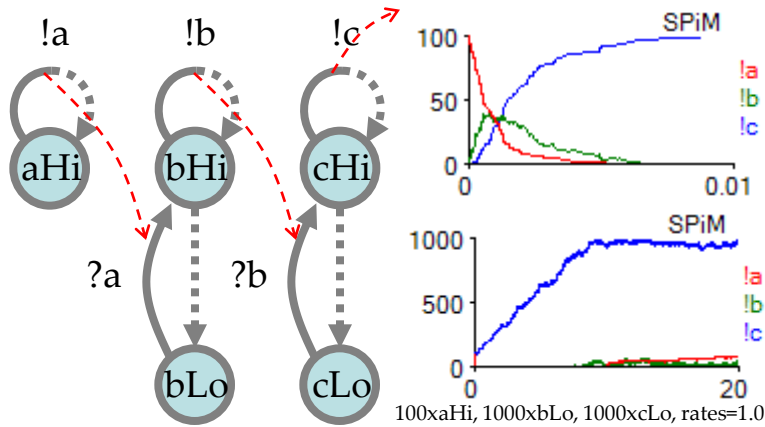 !a !b !c
aHi bHi cHi
?a ?b
bLo cLo
SPiM
100
50
0
0 0.01
!a
!b
!c
SPiM
1000
500
0
0 20
!a
!b
!c
100xaHi, 1000xbLo, 1000xcLo, rates=1.0